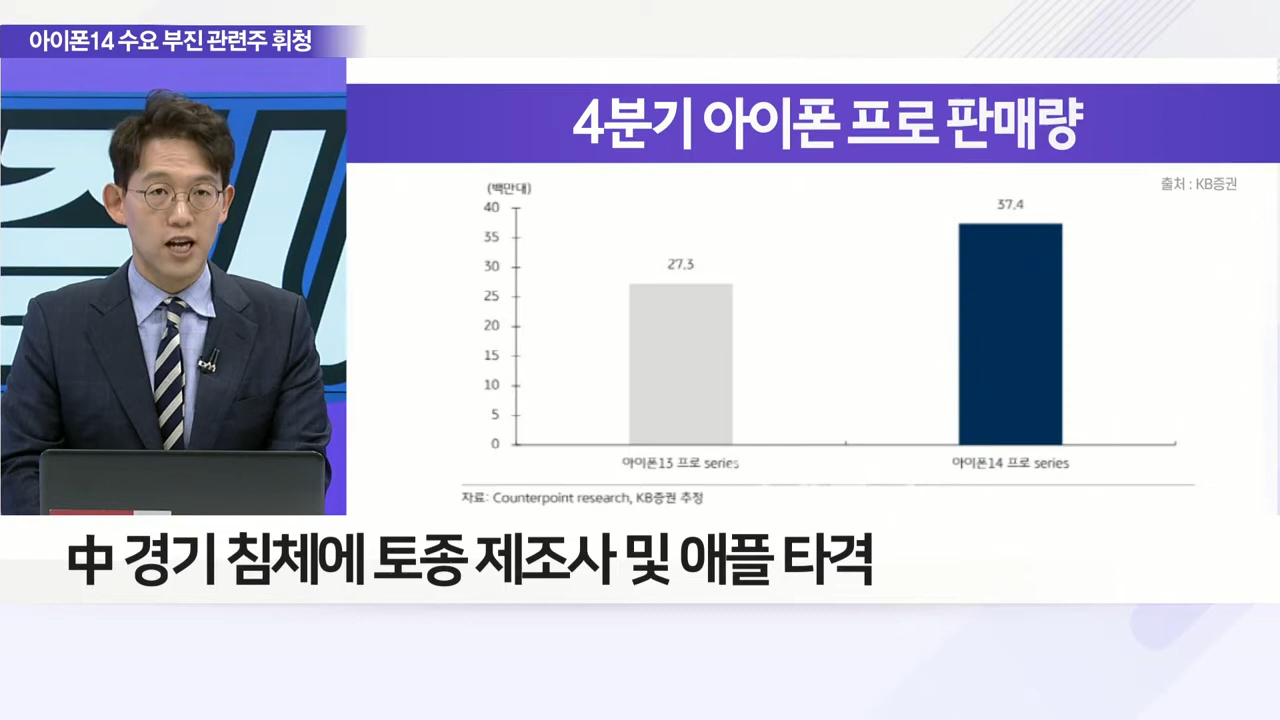 아이폰14 수요 부진 관련주 휘청
4분기 아이폰 프로 판매량
출처 : KB증권
(백만대)
40
35
30
25
20
15
10
5
0
27.3
37.4
아이폰13 프로 series
아이폰14 프로 series
자료: Counterpoint research, KB증권 추정
中 경기 침체에 토종 제조사 및 애플 타격